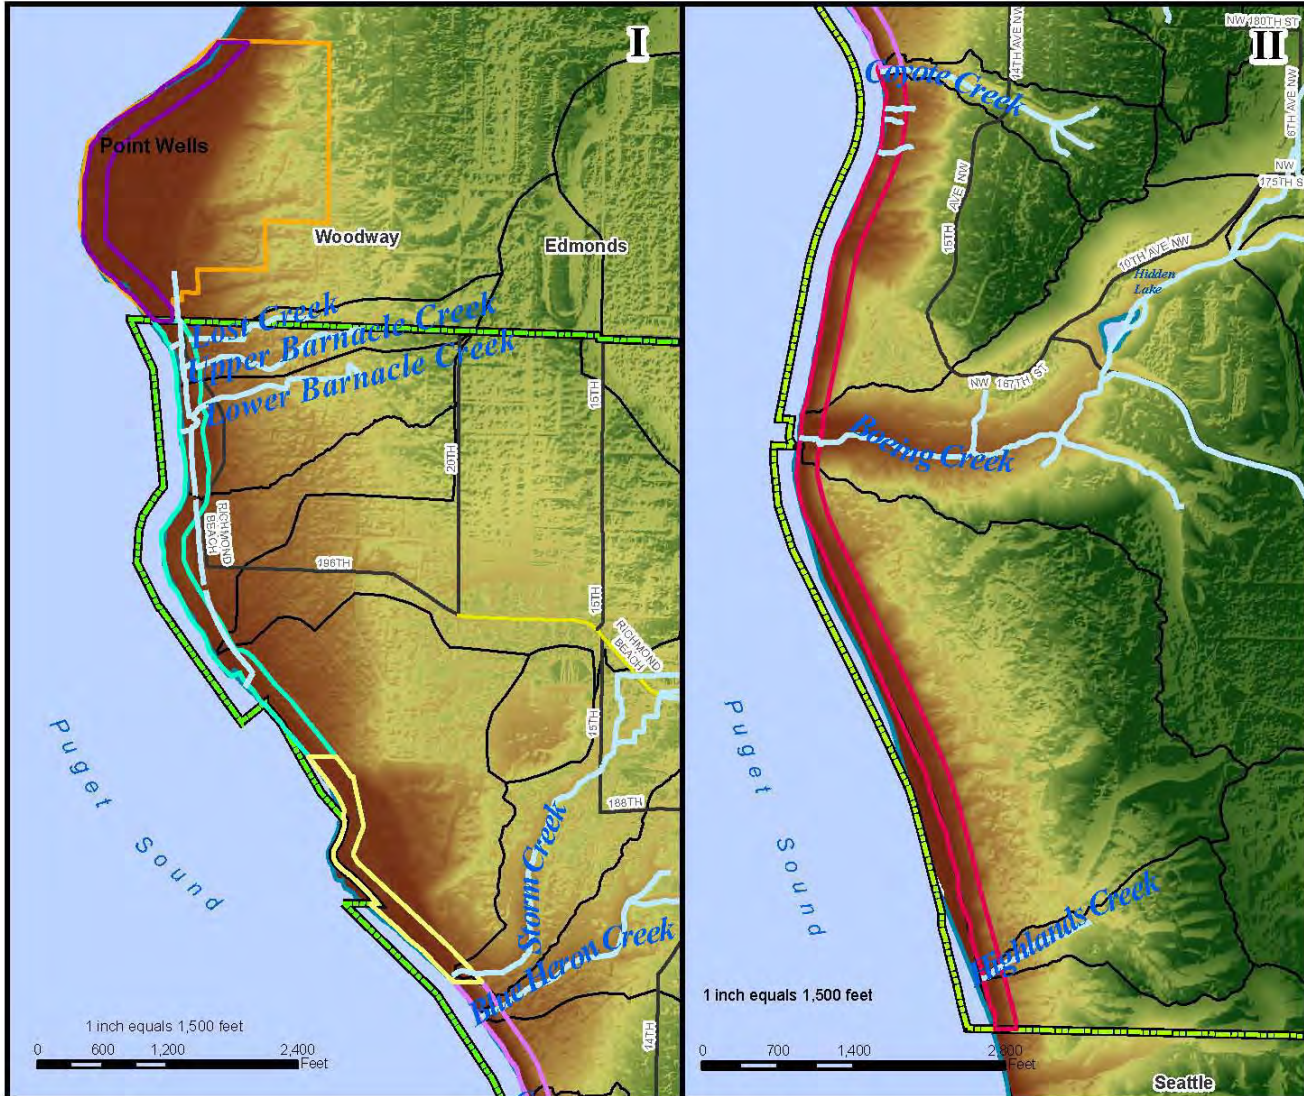 I
Point Wells
Woodway
Edmonds
Lost Creek
Upper Barnacle Creek
Lower Barnacle Creek
15TH
20TH
RICHMOND
BEACH
196TH
15TH
RICHMOND
BEACH
15TH
188TH
Puget Sound
Storm Creek
Blue Heron Creek
14TH
1 inch equals 1,500 feet
0 600 1,200 2,400
Feet
II
NW 180TH ST
14TH AVE NW
6TH AVE NW
Coyote Creek
NW
175TH S
15TH AVE NW
10TH AVE NW
Hidden
Lake
NW 167TH ST
Boeing Creek
Puget Sound
Highlands Creek
1 inch equals 1,500 feet
0 700 1,400 2,800
Feet
Seattle